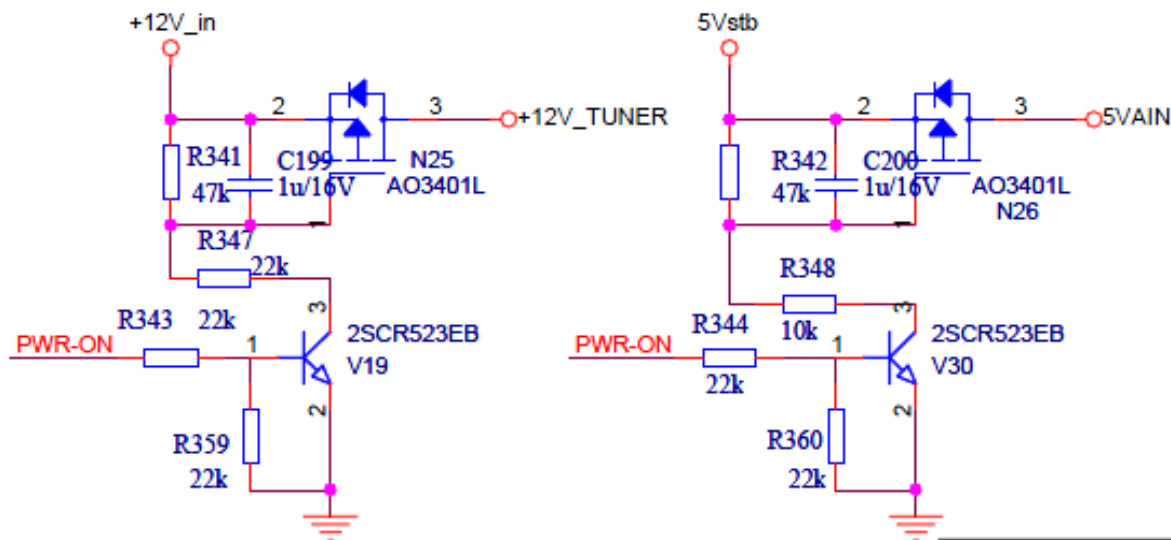 +12V_in
5Vstb
2
3
+12V_TUNER
2
3
5VAIN
R341
47k
C199
1u/16V
N25
AO3401L
1
R342
47k
C200
1u/16V
AO3401L
N26
1
R347
22k
R348
10k
R343
22k
PWR-ON
1
3
2SCR523EB
V19
2
R344
22k
PWR-ON
1
3
2SCR523EB
V30
2
R359
22k
R360
22k